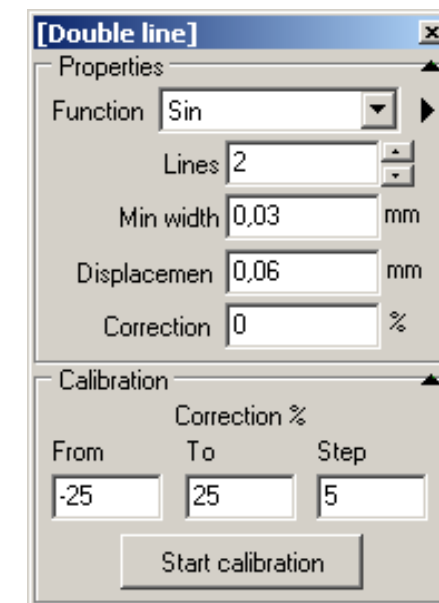 [Double line]
Properties
Function Sin
Lines 2
Min width 0,03 mm
Displacemen 0,06 mm
Correction 0 %
Calibration
Correction %
From To Step
-25 25 5
Start calibration